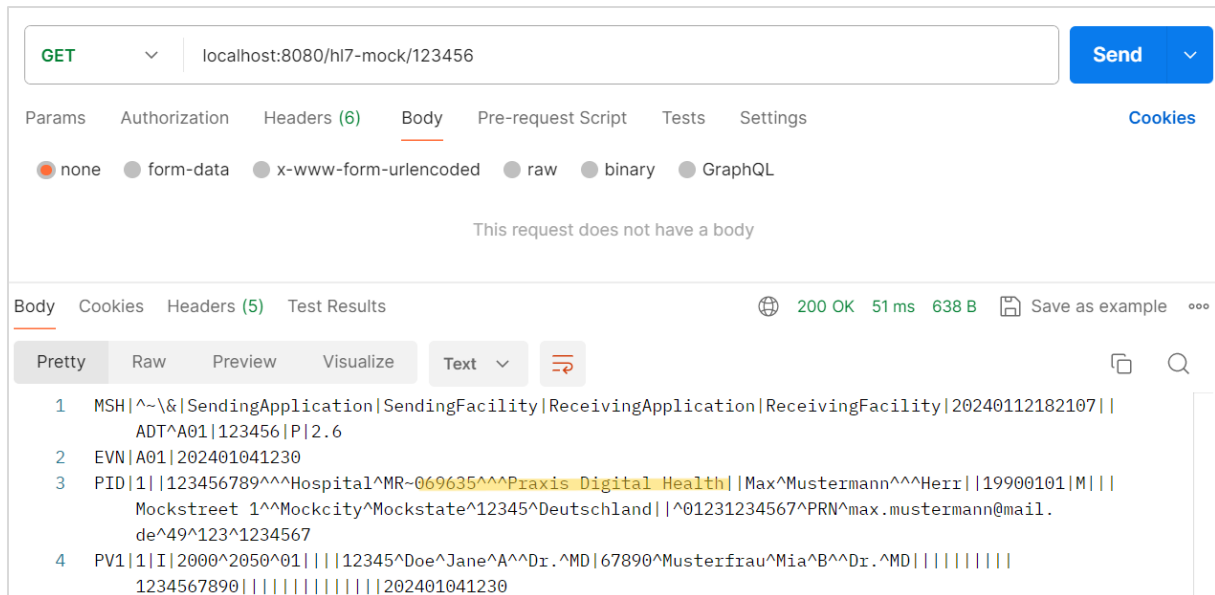 GET localhost:8080/hl7-mock/123456 Send
Params Authorization Headers (6) Body Pre-request Script Tests Settings Cookies
none form-data x-www-form-urlencoded raw binary GraphQL
This request does not have a body
Body Cookies Headers (5) Test Results 200 OK 51 ms 638 B Save as example
Pretty Raw Preview Visualize Text
1 MSH|^~\&|SendingApplication|SendingFacility|ReceivingApplication|ReceivingFacility|20240112182107||
ADT^A01|123456|P|2.6
2 EVN|A01|202401041230
3 PID|1||123456789^^^Hospital^MR~069635^^^Praxis Digital Health||Max^Mustermann^^^Herr||19900101|M|||
Mockstreet 1^^Mockcity^Mockstate^12345^Deutschland||^01231234567^PRN^max.mustermann@mail.
de^49^123^1234567
4 PV1|1|I|2000^2050^01||||12345^Doe^Jane^A^^Dr.^MD|67890^Musterfrau^Mia^B^^Dr.^MD||||||||||
1234567890|||||||||||||||202401041230